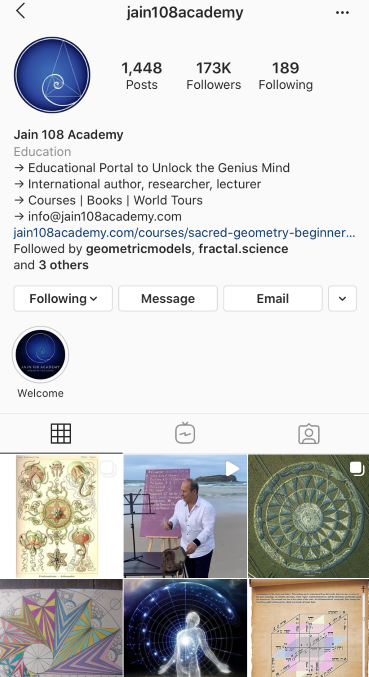 jain108academy
1,448 173K 189
Posts Followers Following
Jain 108 Academy
Education
→ Educational Portal to Unlock the Genius Mind
→ International author, researcher, lecturer
→ Courses | Books | World Tours
→ info@jain108academy.com
jain108academy.com/courses/sacred-geometry-beginner...
Followed by geometricmodels, fractal.science
and 3 others
Following Message Email
JAIN 108 ACADEMY
Welcome